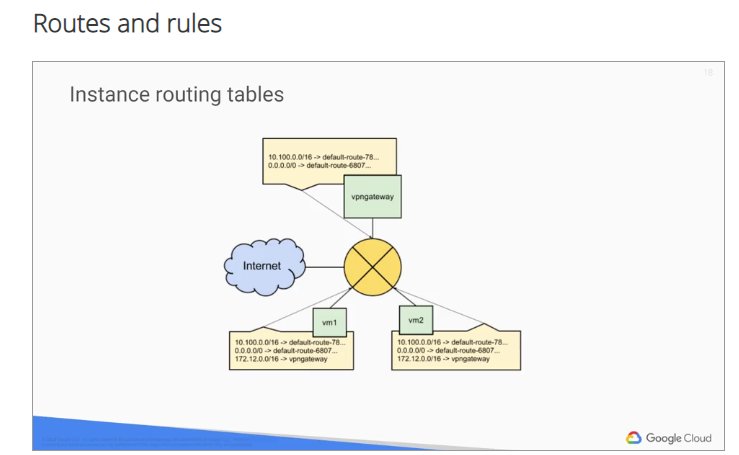 Routes and rules
18
Instance routing tables
10.100.0.0/16 -> default-route-78...
0.0.0.0/0 -> default-route-6807...
vpngateway
Internet
vm1
vm2
10.100.0.0/16 -> default-route-78...
0.0.0.0/0 -> default-route-6807...
172.12.0.0/16 -> vpngateway
10.100.0.0/16 -> default-route-78...
0.0.0.0/0 -> default-route-6807...
172.12.0.0/16 -> vpngateway
Google Cloud